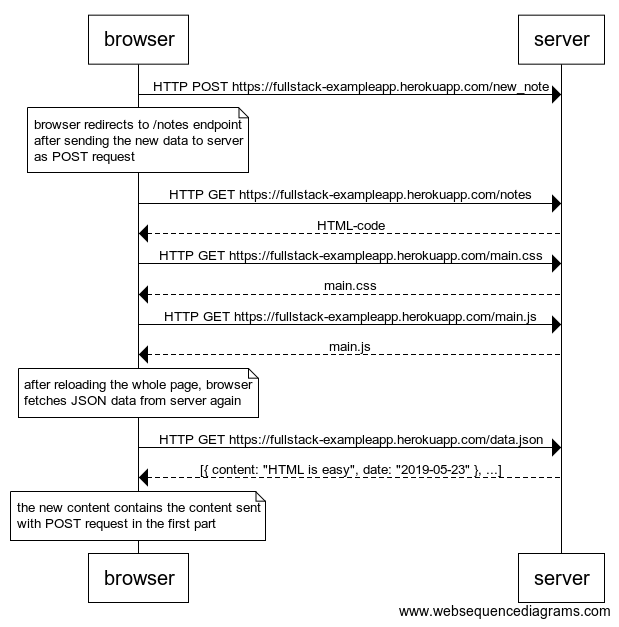 browser
server
HTTP POST https://fullstack-exampleapp.herokuapp.com/new_note
browser redirects to /notes endpoint
after sending the new data to server
as POST request
HTTP GET https://fullstack-exampleapp.herokuapp.com/notes
HTML-code
HTTP GET https://fullstack-exampleapp.herokuapp.com/main.css
main.css
HTTP GET https://fullstack-exampleapp.herokuapp.com/main.js
main.js
after reloading the whole page, browser
fetches JSON data from server again
HTTP GET https://fullstack-exampleapp.herokuapp.com/data.json
[{ content: "HTML is easy", date: "2019-05-23" }, ...]
the new content contains the content sent
with POST request in the first part
browser
server
www.websequencediagrams.com